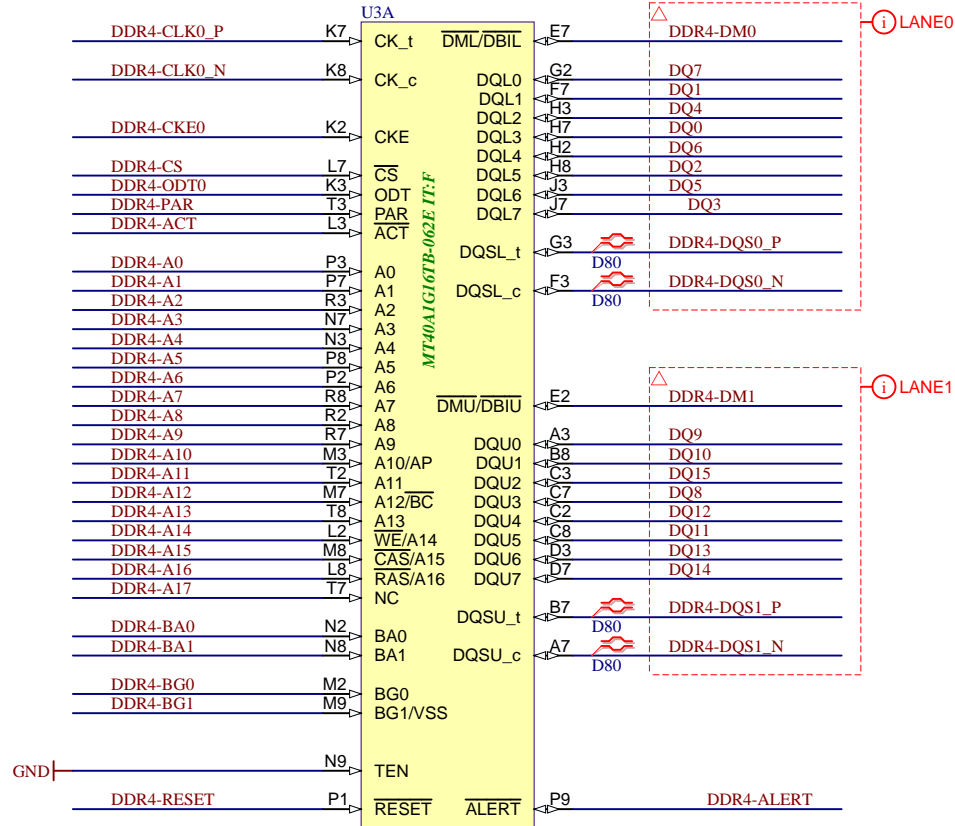 U3A
DDR4-CLK0_P K7 CK_t DML/DBIL E7 DDR4-DM0 LANE0
DDR4-CLK0_N K8 CK_c DQL0 G2 DQ7
DQL1 F7 DQ1
DQL2 H3 DQ4
DDR4-CKE0 K2 CKE DQL3 H7 DQ0
DQL4 H2 DQ6
DDR4-CS L7 CS DQL5 H8 DQ2
DDR4-ODT0 K3 ODT DQL6 J3 DQ5
DDR4-PAR T3 PAR DQL7 J7 DQ3
DDR4-ACT L3 ACT
DQSL_t G3 D80 DDR4-DQS0_P
DDR4-A0 P3 A0
DDR4-A1 P7 A1 DQSL_c F3 D80 DDR4-DQS0_N
DDR4-A2 R3 A2
DDR4-A3 N7 A3
DDR4-A4 N3 A4
DDR4-A5 P8 A5
DDR4-A6 P2 A6
DDR4-A7 R8 A7 DMU/DBIU E2 DDR4-DM1 LANE1
DDR4-A8 R2 A8
DDR4-A9 R7 A9 DQU0 A3 DQ9
DDR4-A10 M3 A10/AP DQU1 B8 DQ10
DDR4-A11 T2 A11 DQU2 C3 DQ15
DDR4-A12 M7 A12/BC DQU3 C7 DQ8
DDR4-A13 T8 A13 DQU4 C2 DQ12
DDR4-A14 L2 WE/A14 DQU5 C8 DQ11
DDR4-A15 M8 CAS/A15 DQU6 D3 DQ13
DDR4-A16 L8 RAS/A16 DQU7 D7 DQ14
DDR4-A17 T7 NC
DQSU_t B7 D80 DDR4-DQS1_P
DDR4-BA0 N2 BA0
DDR4-BA1 N8 BA1 DQSU_c A7 D80 DDR4-DQS1_N
DDR4-BG0 M2 BG0
DDR4-BG1 M9 BG1/VSS
GND N9 TEN
DDR4-RESET P1 RESET ALERT P9 DDR4-ALERT
MT40A1G16TB-062E IT:F